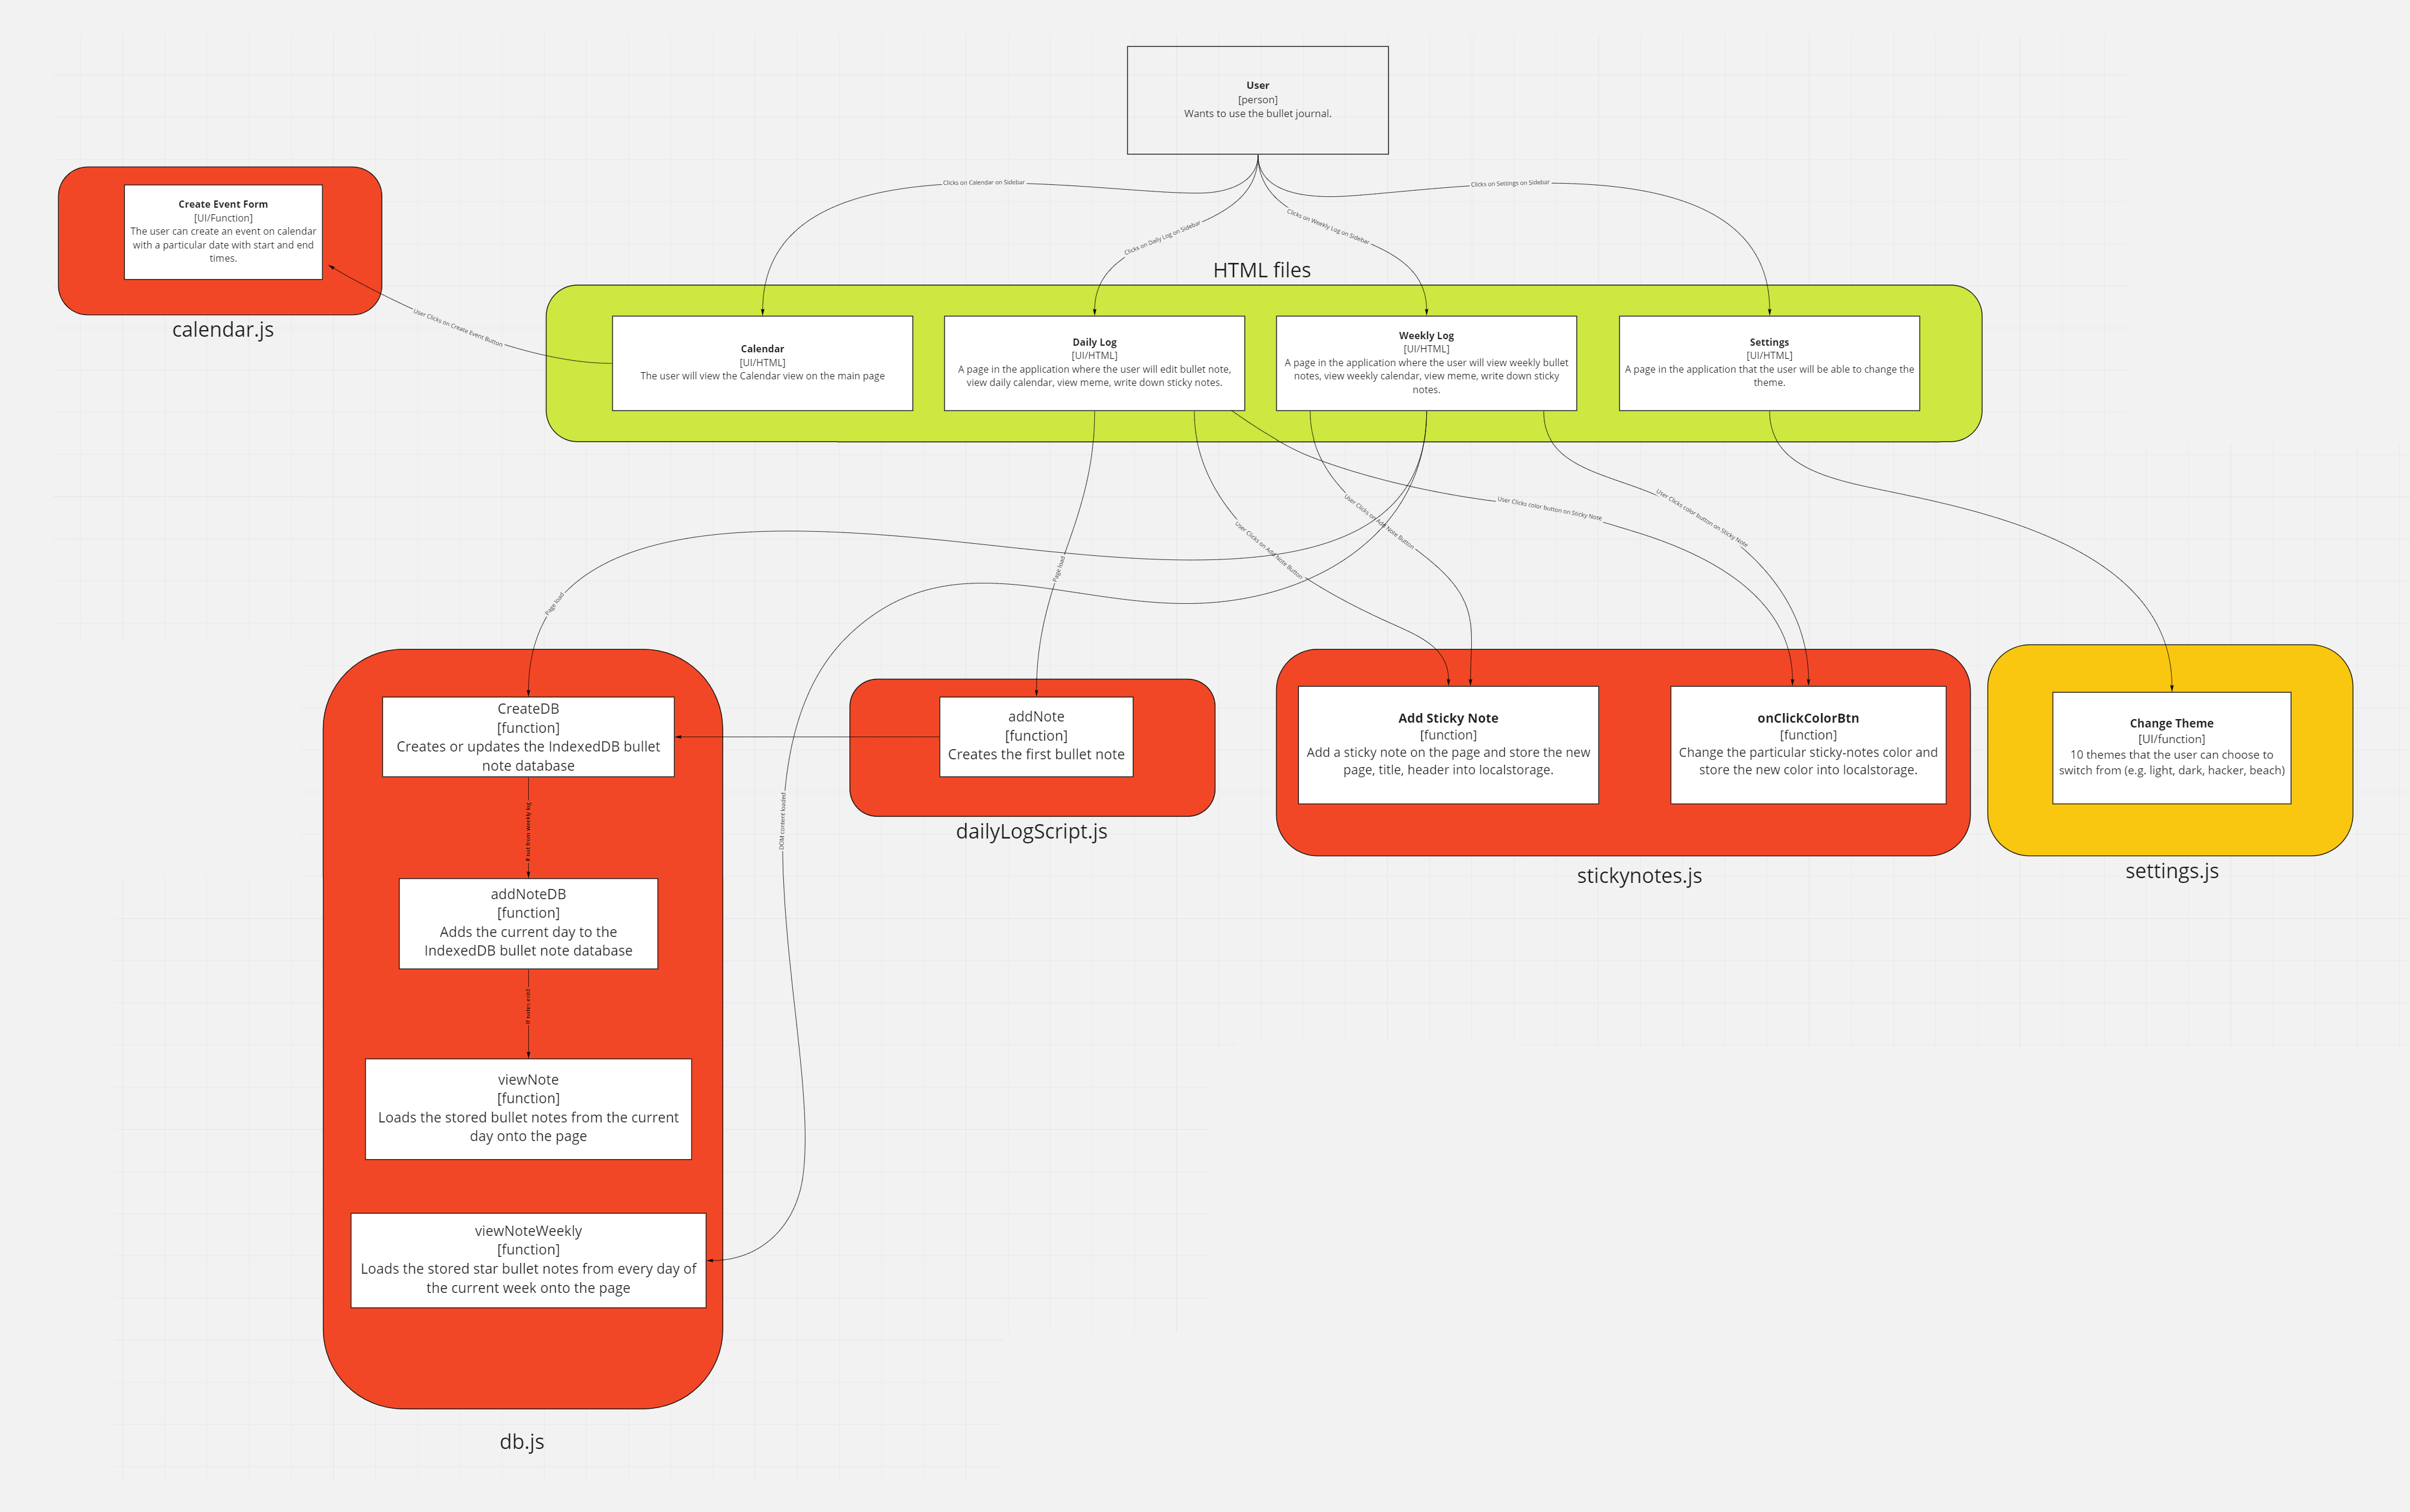 User
[person]
Wants to use the bullet journal.
Clicks on Calendar on Sidebar
Clicks on Settings on Sidebar
Clicks on Daily Log on Sidebar
Clicks on Weekly Log on Sidebar
Create Event Form
[UI/Function]
The user can create an event on calendar
with a particular date with start and end
times.
calendar.js
User Clicks on Create Event Button
HTML files
Calendar
[UI/HTML]
The user will view the Calendar view on the main page
Daily Log
[UI/HTML]
A page in the application where the user will edit bullet note,
view daily calendar, view meme, write down sticky notes.
Weekly Log
[UI/HTML]
A page in the application where the user will view weekly bullet
notes, view weekly calendar, view meme, write down sticky
notes.
Settings
[UI/HTML]
A page in the application that the user will be able to change the
theme.
User Clicks on Add Note Button
User Clicks on Add Note Button
User Clicks color button on Sticky Note
User Clicks color button on Sticky Note
Page load
Page load
DOM content loaded
CreateDB
[function]
Creates or updates the IndexedDB bullet
note database
If not from weekly log
addNoteDB
[function]
Adds the current day to the
IndexedDB bullet note database
If notes exist
viewNote
[function]
Loads the stored bullet notes from the current
day onto the page
viewNoteWeekly
[function]
Loads the stored star bullet notes from every day of
the current week onto the page
db.js
addNote
[function]
Creates the first bullet note
dailyLogScript.js
Add Sticky Note
[function]
Add a sticky note on the page and store the new
page, title, header into localstorage.
onClickColorBtn
[function]
Change the particular sticky-notes color and
store the new color into localstorage.
stickynotes.js
Change Theme
[UI/function]
10 themes that the user can choose to
switch from (e.g. light, dark, hacker, beach)
settings.js